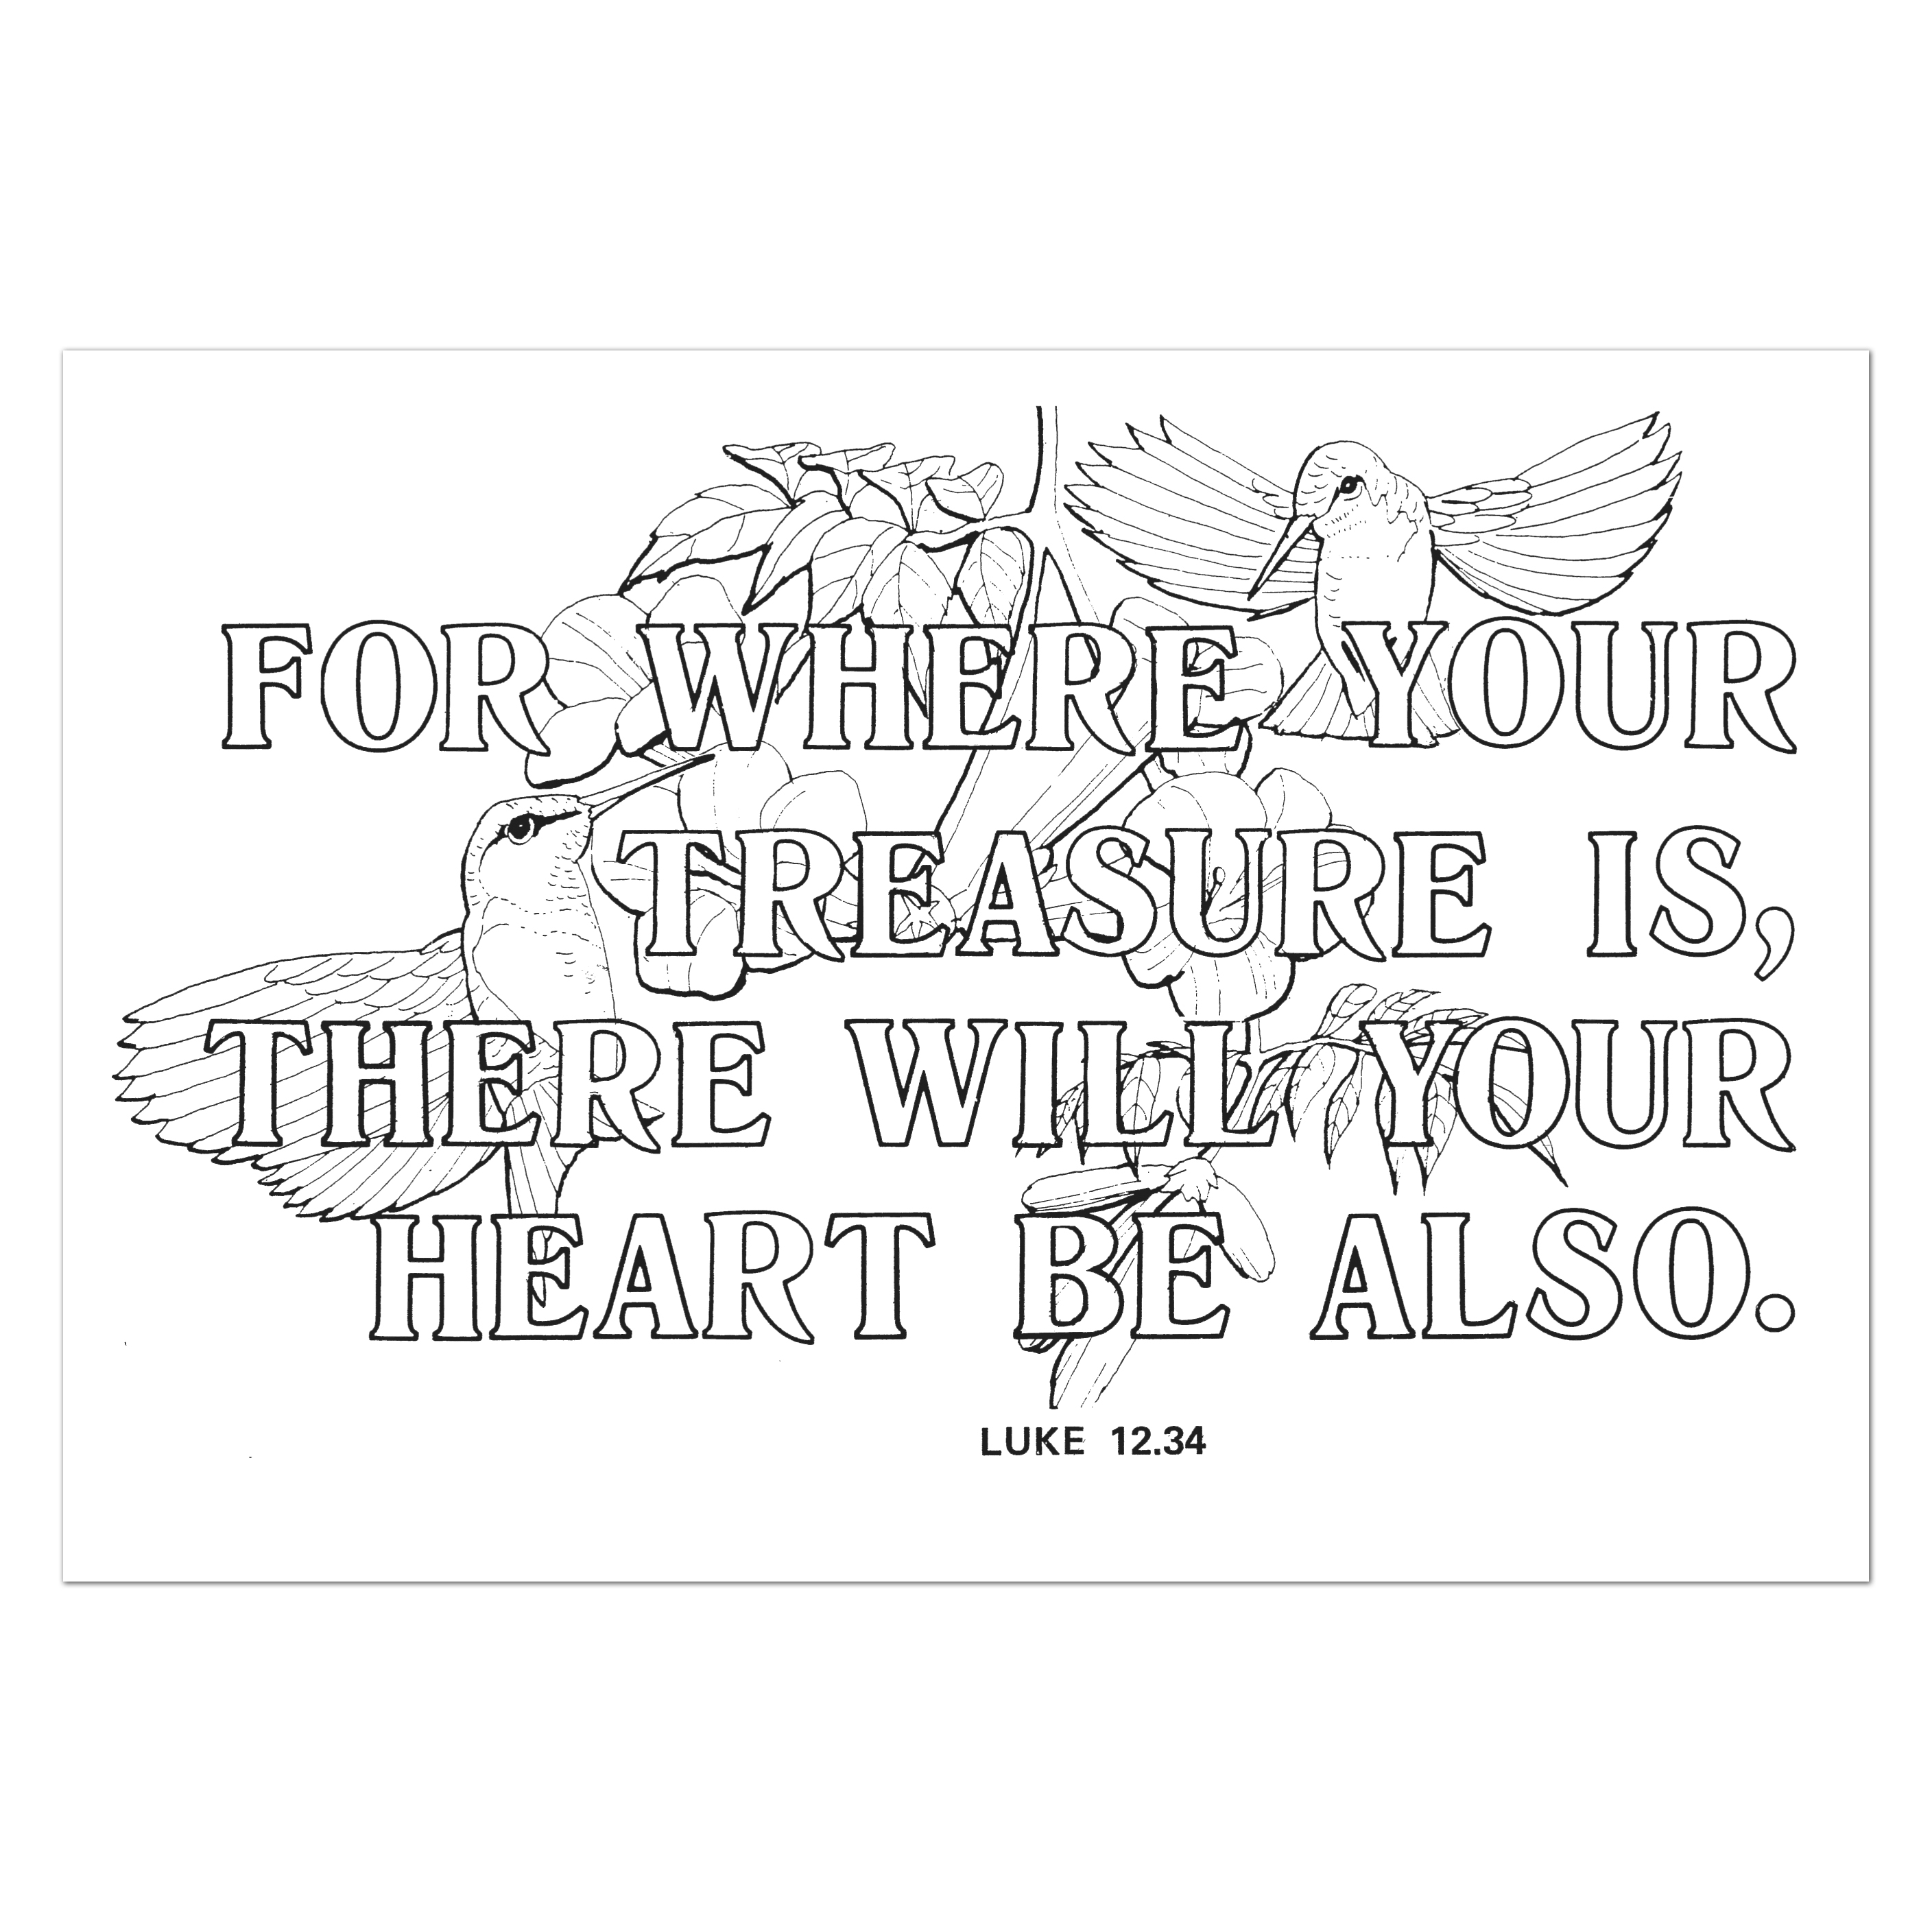 FOR WHERE YOUR
TREASURE IS,
THERE WILL YOUR
HEART BE ALSO.
LUKE 12.34